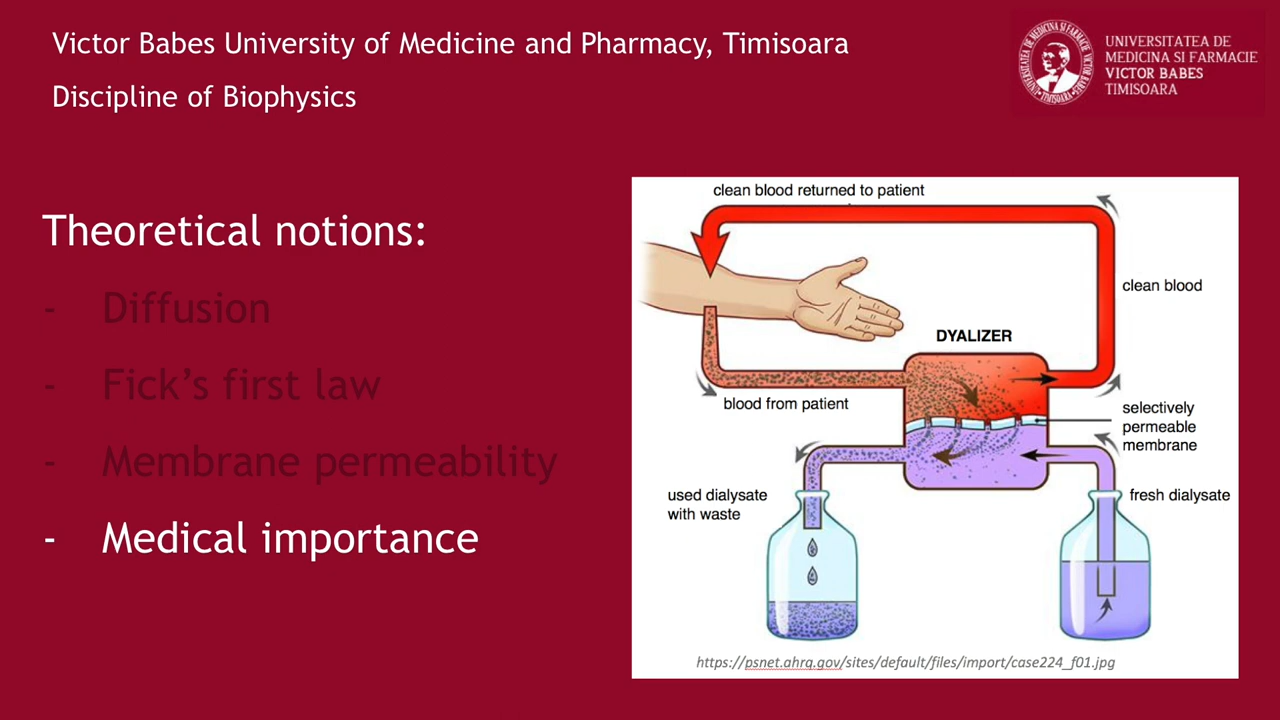 Victor Babes University of Medicine and Pharmacy, Timisoara
Discipline of Biophysics
UNIVERSITATEA DE
MEDICINA SI FARMACIE
VICTOR BABES
TIMISOARA
Theoretical notions:
- Diffusion
- Fick's first law
- Membrane permeability
- Medical importance
clean blood returned to patient
clean blood
DYALIZER
blood from patient
selectively
permeable
membrane
used dialysate
with waste
fresh dialysate
https://psnet.ahrq.gov/sites/default/files/import/case224_f01.jpg